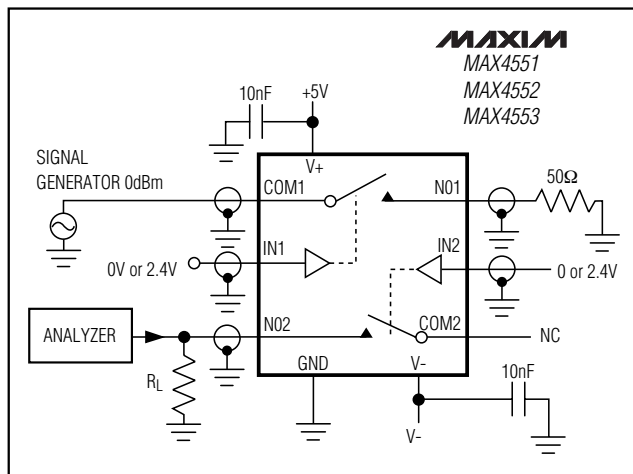 MAXIM
MAX4551
MAX4552
MAX4553
10nF
+5V
V+
SIGNAL
GENERATOR 0dBm
COM1
N01
50Ω
IN1
IN2
0V or 2.4V
0 or 2.4V
ANALYZER
N02
COM2
NC
RL
GND
V-
10nF
V-